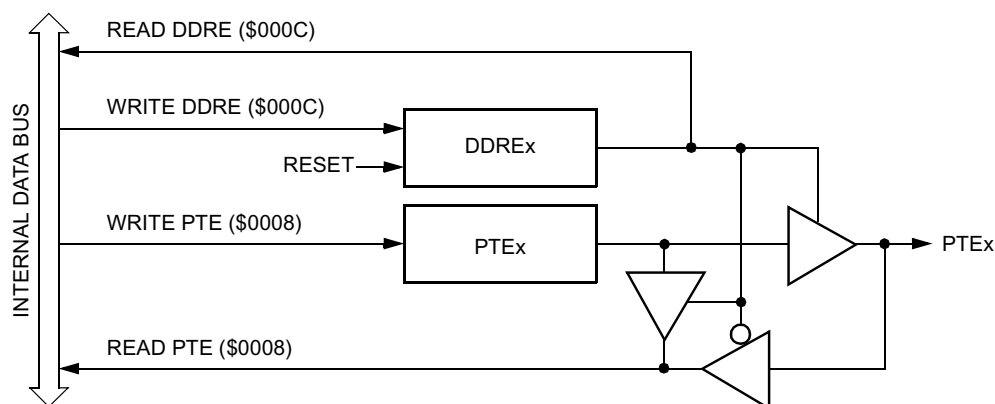 READ DDRE ($000C)
WRITE DDRE ($000C)
DDREx
RESET
WRITE PTE ($0008)
PTEx
PTEx
READ PTE ($0008)
INTERNAL DATA BUS